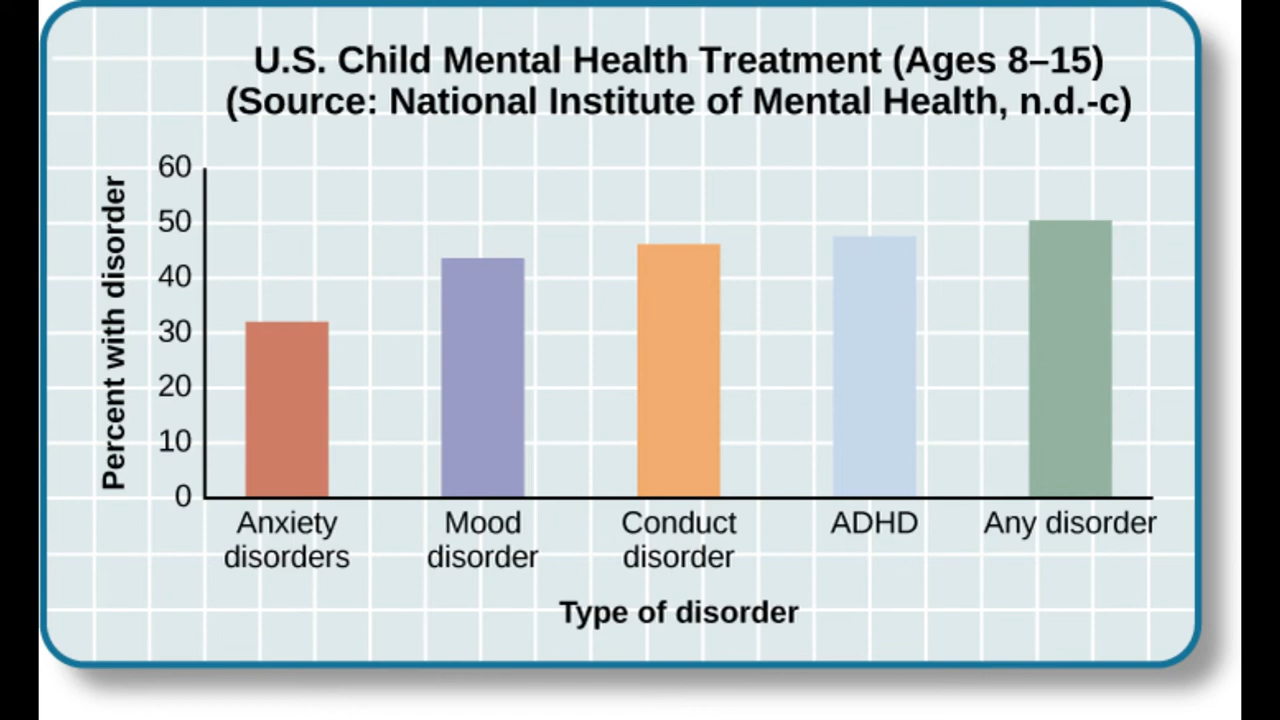 U.S. Child Mental Health Treatment (Ages 8–15)
(Source: National Institute of Mental Health, n.d.-c)
Percent with disorder
60
50
40
30
20
10
0
Anxiety
disorders
Mood
disorder
Conduct
disorder
ADHD
Any disorder
Type of disorder